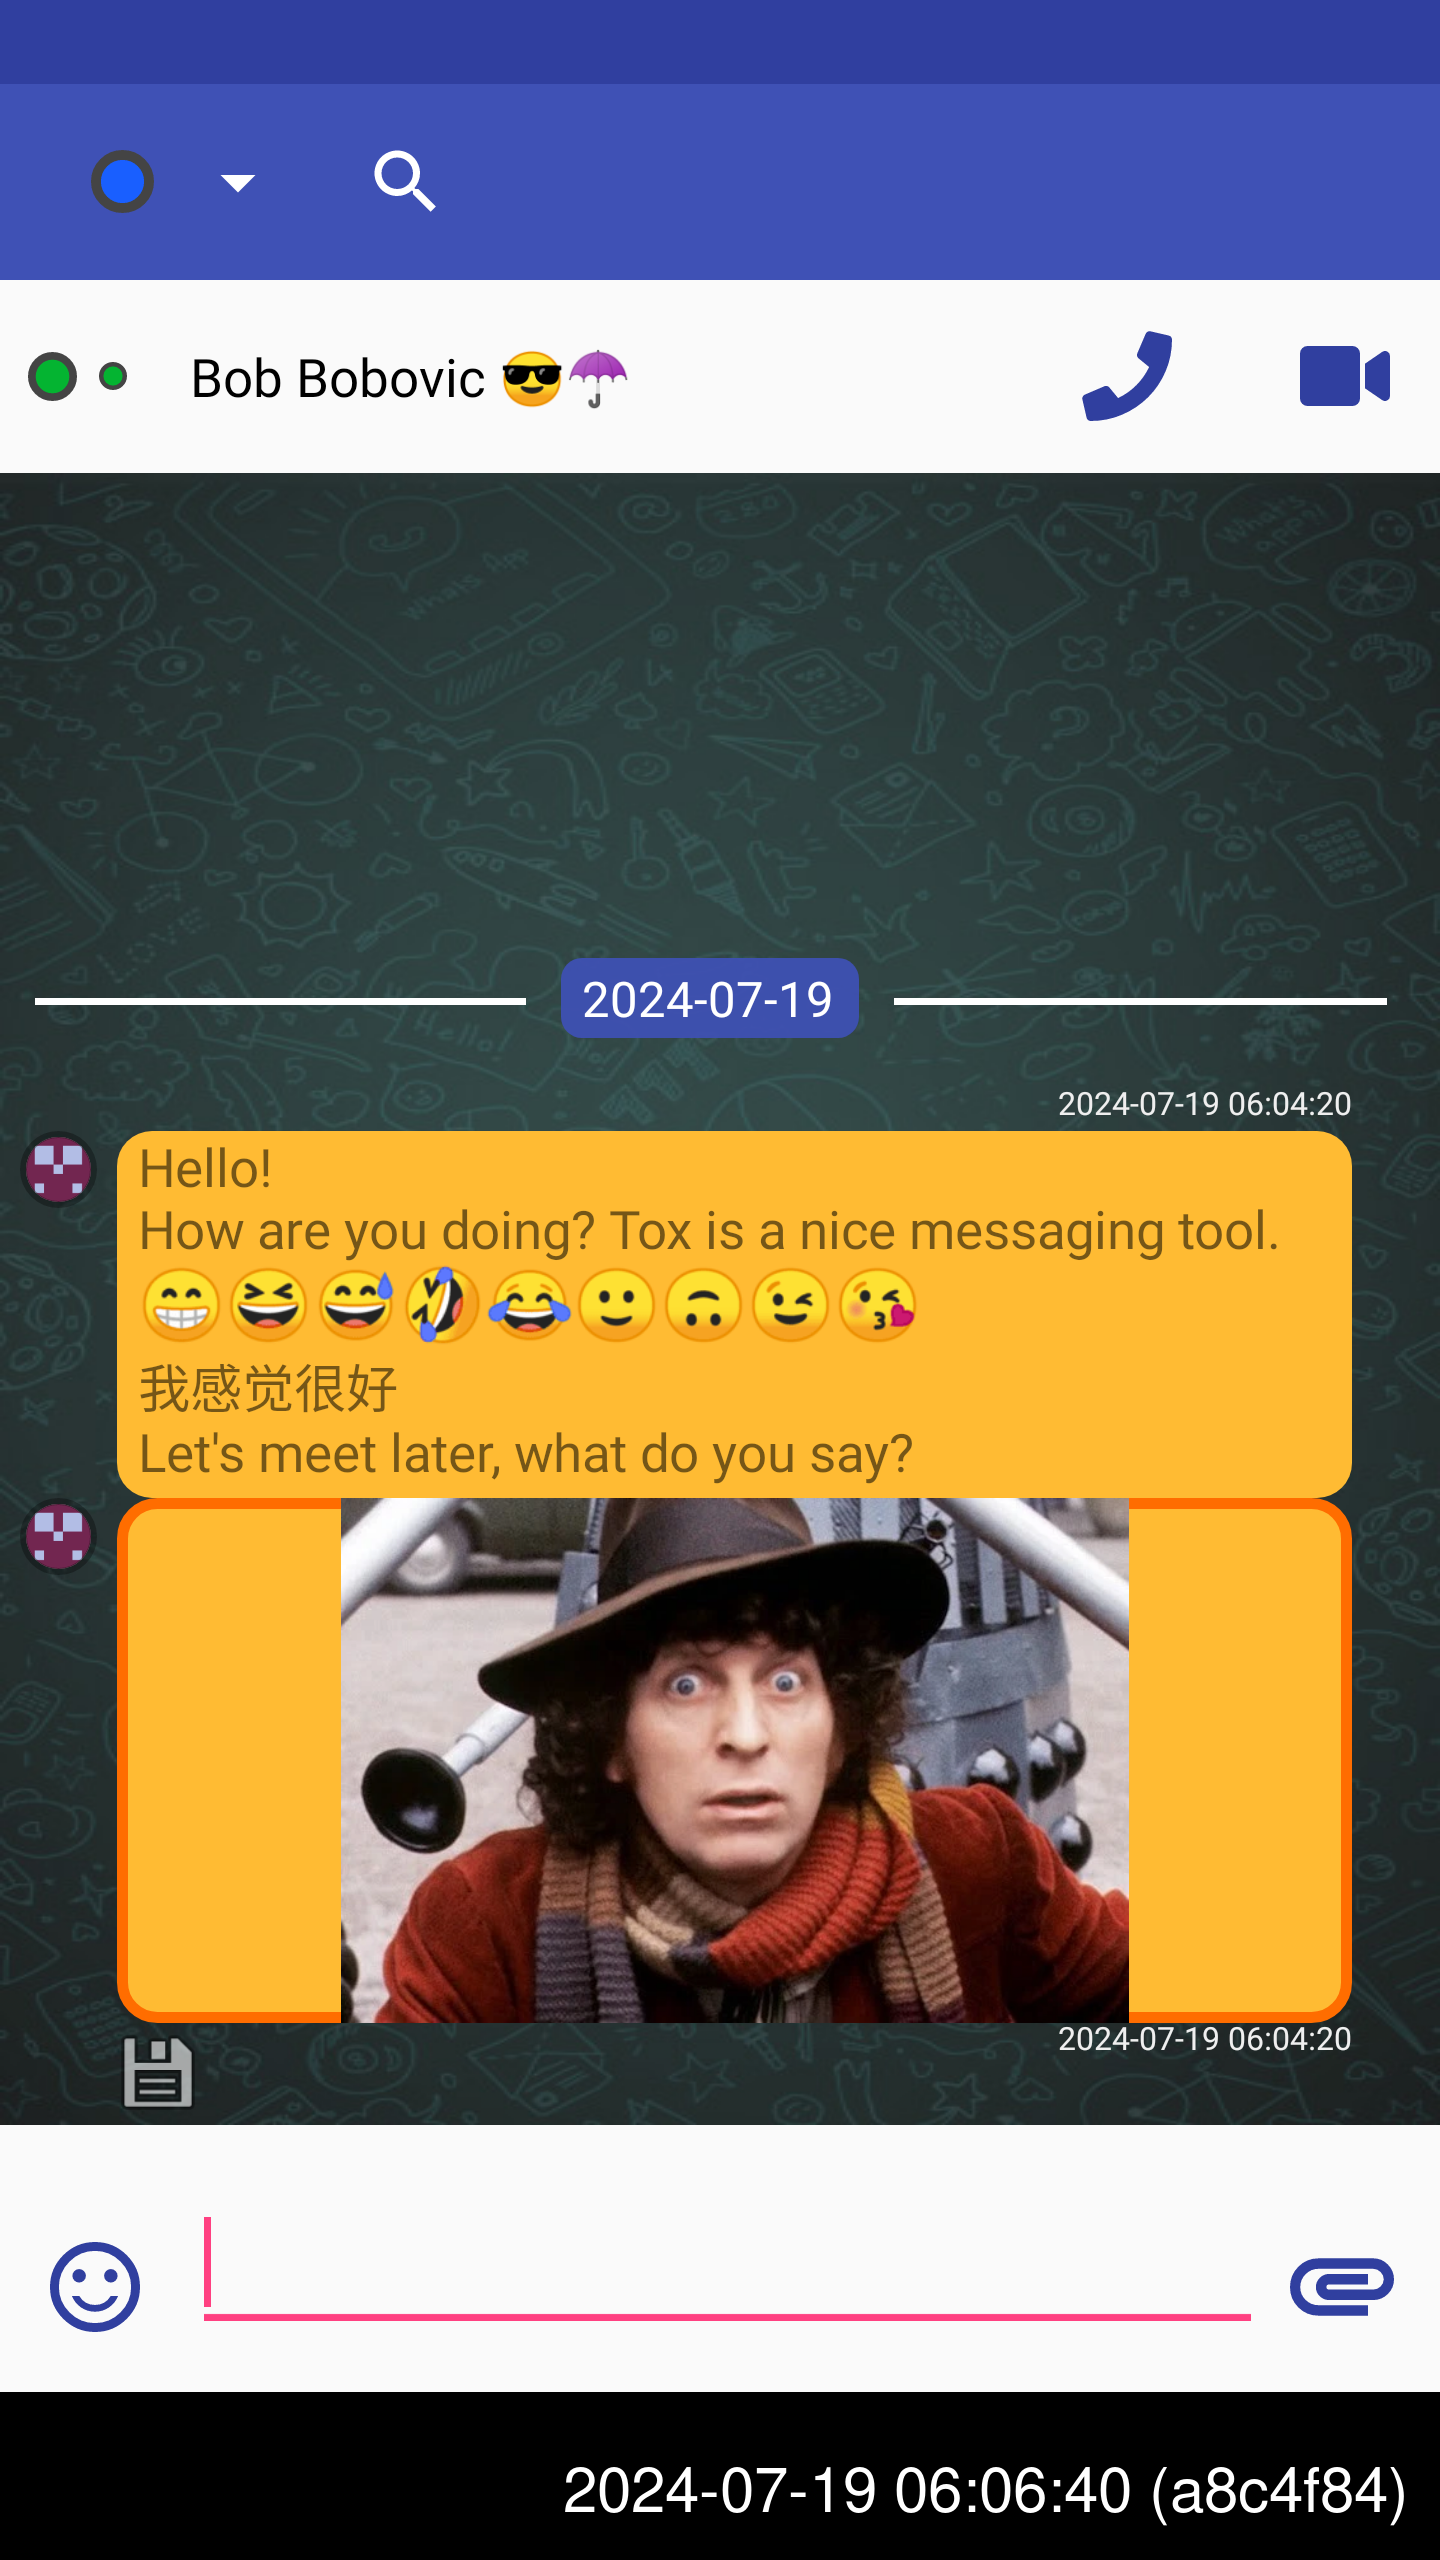 Bob Bobovic 😎☂️
2024-07-19
2024-07-19 06:04:20
Hello!
How are you doing? Tox is a nice messaging tool.
😁😆😅🤣😂🙂🙃😉😘
我感觉很好
Let's meet later, what do you say?
2024-07-19 06:04:20
2024-07-19 06:06:40 (a8c4f84)